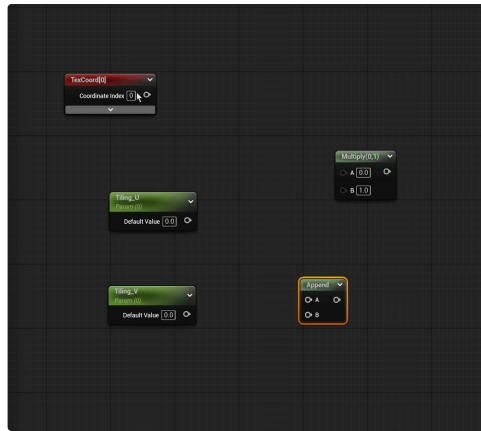 TexCoord[0]
Coordinate Index 0
Multiply(0,1)
A 0.0
B 1.0
Tiling_U
Param (0)
Default Value 0.0
Append
A
B
Tiling_V
Param (0)
Default Value 0.0